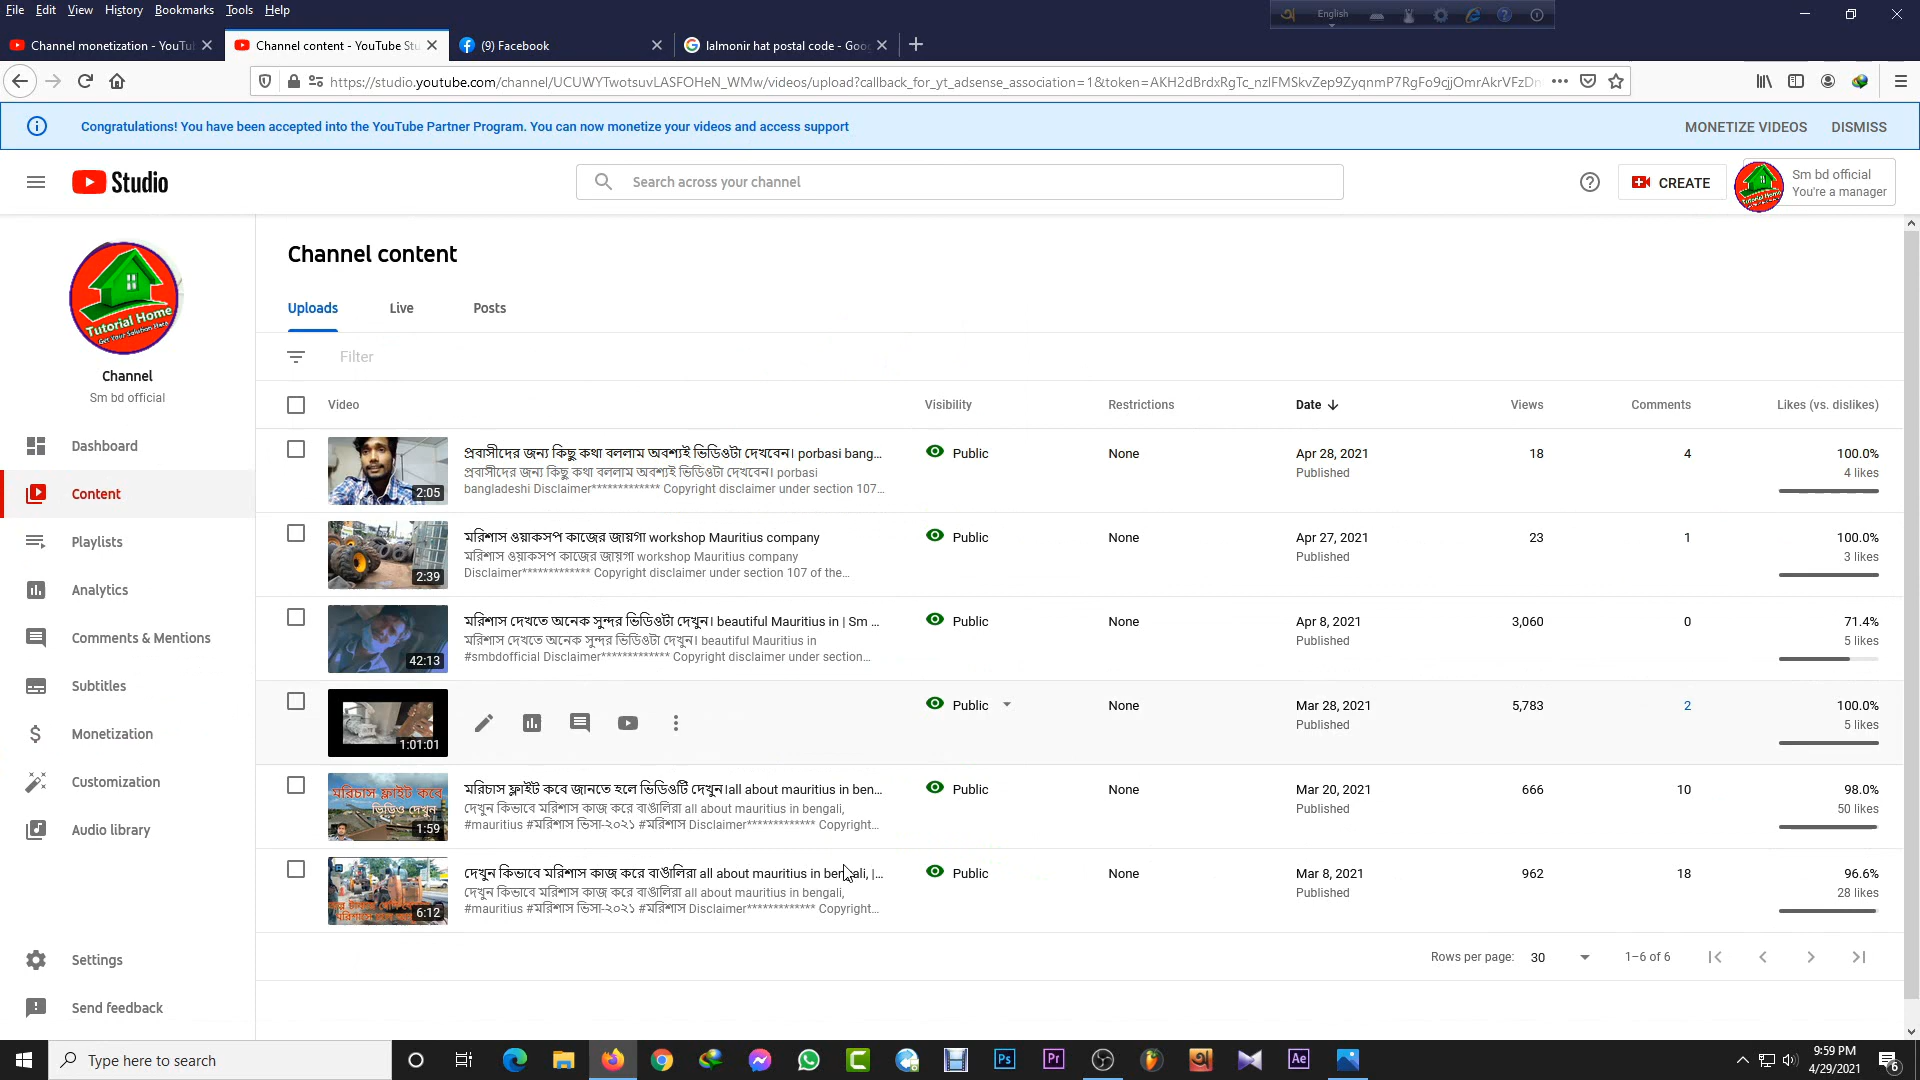 File Edit View History Bookmarks Tools Help
English
Channel monetization - YouTu
Channel content - YouTube Stu
(9) Facebook
lalmonir hat postal code - Goo
https://studio.youtube.com/channel/UCUWYTwotsuvLASFOHeN_WMw/videos/upload?callback_for_yt_adsense_association=1&token=AKH2dBrdxRgTc_nzlFMSkvZep9ZyqnmP7RgFo9cjjOmrAkrVFzDn
Congratulations! You have been accepted into the YouTube Partner Program. You can now monetize your videos and access support
MONETIZE VIDEOS DISMISS
Studio
Search across your channel
CREATE
Sm bd official
You're a manager
Tutorial Home
Get Your Solution Here
Channel
Sm bd official
Dashboard
Content
Playlists
Analytics
Comments & Mentions
Subtitles
Monetization
Customization
Audio library
Settings
Send feedback
Channel content
Uploads Live Posts
Filter
Video Visibility Restrictions Date Views Comments Likes (vs. dislikes)
প্রবাসীদের জন্য কিছু কথা বললাম অবশ্যই ভিডিওটা দেখবেন। porbasi bang...
প্রবাসীদের জন্য কিছু কথা বললাম অবশ্যই ভিডিওটা দেখবেন। porbasi
bangladeshi Disclaimer************* Copyright disclaimer under section 107...
2:05
Public None Apr 28, 2021 18 4 100.0%
Published 4 likes
মরিশাস ওয়াকসপ কাজের জায়গা workshop Mauritius company
মরিশাস ওয়াকসপ কাজের জায়গা workshop Mauritius company
Disclaimer************* Copyright disclaimer under section 107 of the...
2:39
Public None Apr 27, 2021 23 1 100.0%
Published 3 likes
মরিশাস দেখতে অনেক সুন্দর ভিডিওটা দেখুন। beautiful Mauritius in | Sm ...
মরিশাস দেখতে অনেক সুন্দর ভিডিওটা দেখুন। beautiful Mauritius in
#smbdofficial Disclaimer************* Copyright disclaimer under section...
42:13
Public None Apr 8, 2021 3,060 0 71.4%
Published 5 likes
1:01:01
Public None Mar 28, 2021 5,783 2 100.0%
Published 5 likes
মরিচাস ফ্লাইট কবে
ভিডিও দেখুন
1:59
মরিচাস ফ্লাইট কবে জানতে হলে ভিডিওটি দেখুন।all about mauritius in ben...
দেখুন কিভাবে মরিশাস কাজ করে বাঙালিরা all about mauritius in bengali,
#mauritius #মরিশাস ভিসা-২০২১ #মরিশাস Disclaimer************* Copyright...
Public None Mar 20, 2021 666 10 98.0%
Published 50 likes
6:12
দেখুন কিভাবে মরিশাস কাজ করে বাঙালিরা all about mauritius in bengali, |...
দেখুন কিভাবে মরিশাস কাজ করে বাঙালিরা all about mauritius in bengali,
#mauritius #মরিশাস ভিসা-২০২১ #মরিশাস Disclaimer************* Copyright...
Public None Mar 8, 2021 962 18 96.6%
Published 28 likes
Rows per page: 30 1–6 of 6
Type here to search
Ps Pr Ae
9:59 PM
4/29/2021
6